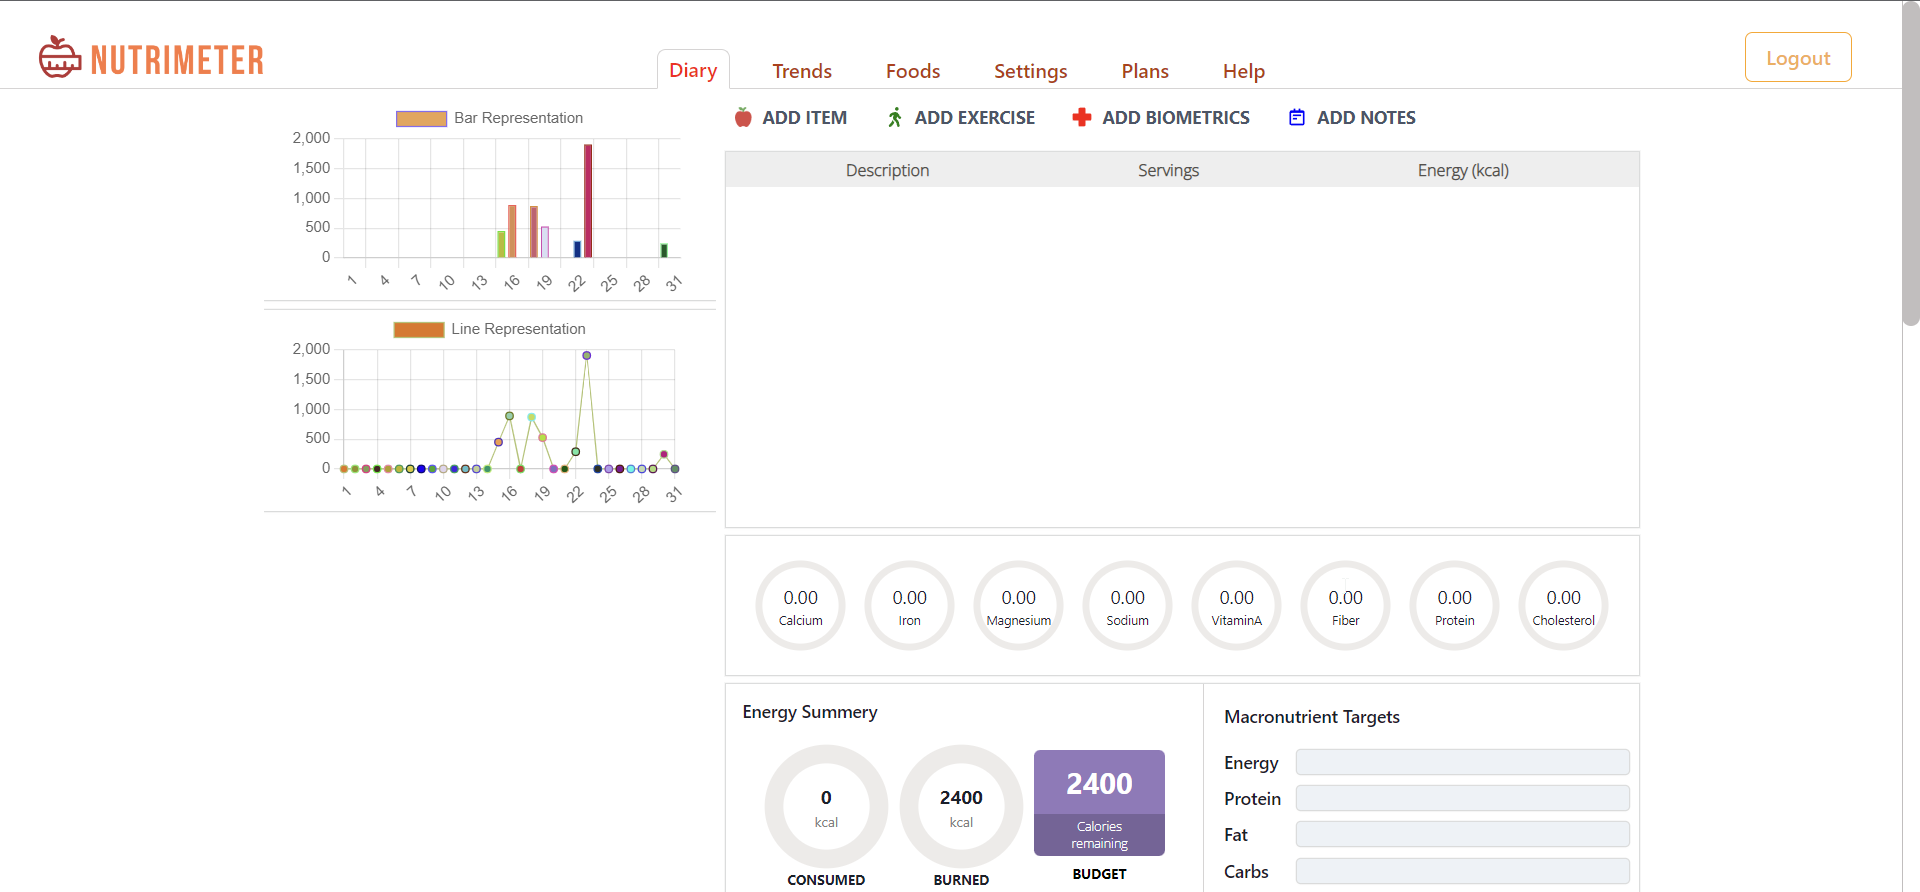 NUTRIMETER
Diary
Trends
Foods
Settings
Plans
Help
Logout
Bar Representation
2,000
1,500
1,000
500
0
1 4 7 10 13 16 19 22 25 28 31
Line Representation
2,000
1,500
1,000
500
0
1 4 7 10 13 16 19 22 25 28 31
ADD ITEM
ADD EXERCISE
ADD BIOMETRICS
ADD NOTES
Description Servings Energy (kcal)
0.00
Calcium
0.00
Iron
0.00
Magnesium
0.00
Sodium
0.00
VitaminA
0.00
Fiber
0.00
Protein
0.00
Cholesterol
Energy Summery
0
kcal
CONSUMED
2400
kcal
BURNED
2400
Calories
remaining
BUDGET
Macronutrient Targets
Energy
Protein
Fat
Carbs